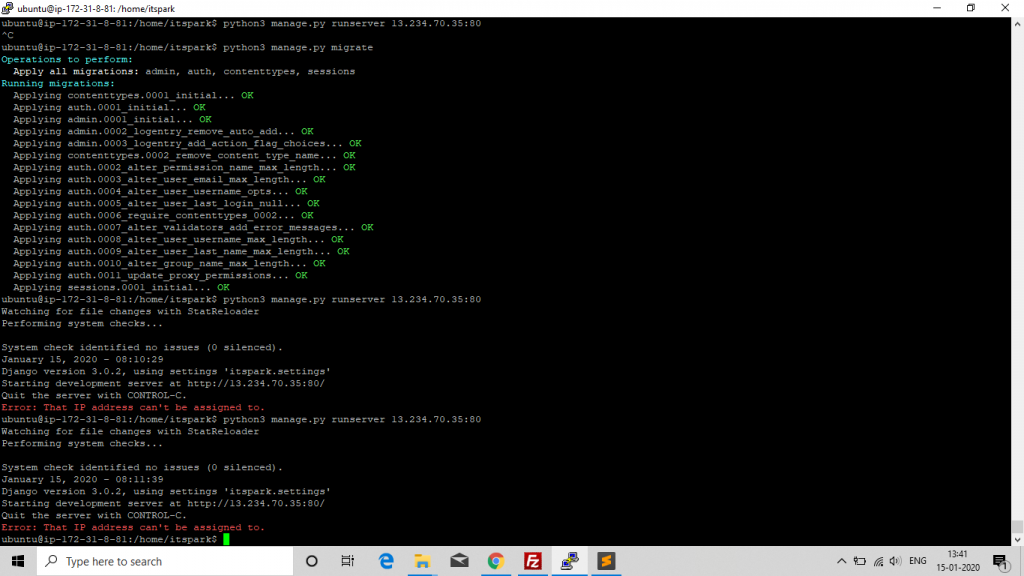 ubuntu@ip-172-31-8-81: /home/itspark
ubuntu@ip-172-31-8-81:/home/itspark$ python3 manage.py runserver 13.234.70.35:80
^C
ubuntu@ip-172-31-8-81:/home/itspark$ python3 manage.py migrate
Operations to perform:
  Apply all migrations: admin, auth, contenttypes, sessions
Running migrations:
  Applying contenttypes.0001_initial... OK
  Applying auth.0001_initial... OK
  Applying admin.0001_initial... OK
  Applying admin.0002_logentry_remove_auto_add... OK
  Applying admin.0003_logentry_add_action_flag_choices... OK
  Applying contenttypes.0002_remove_content_type_name... OK
  Applying auth.0002_alter_permission_name_max_length... OK
  Applying auth.0003_alter_user_email_max_length... OK
  Applying auth.0004_alter_user_username_opts... OK
  Applying auth.0005_alter_user_last_login_null... OK
  Applying auth.0006_require_contenttypes_0002... OK
  Applying auth.0007_alter_validators_add_error_messages... OK
  Applying auth.0008_alter_user_username_max_length... OK
  Applying auth.0009_alter_user_last_name_max_length... OK
  Applying auth.0010_alter_group_name_max_length... OK
  Applying auth.0011_update_proxy_permissions... OK
  Applying sessions.0001_initial... OK
ubuntu@ip-172-31-8-81:/home/itspark$ python3 manage.py runserver 13.234.70.35:80
Watching for file changes with StatReloader
Performing system checks...
System check identified no issues (0 silenced).
January 15, 2020 - 08:10:29
Django version 3.0.2, using settings 'itspark.settings'
Starting development server at http://13.234.70.35:80/
Quit the server with CONTROL-C.
Error: That IP address can't be assigned to.
ubuntu@ip-172-31-8-81:/home/itspark$ python3 manage.py runserver 13.234.70.35:80
Watching for file changes with StatReloader
Performing system checks...
System check identified no issues (0 silenced).
January 15, 2020 - 08:11:39
Django version 3.0.2, using settings 'itspark.settings'
Starting development server at http://13.234.70.35:80/
Quit the server with CONTROL-C.
Error: That IP address can't be assigned to.
ubuntu@ip-172-31-8-81:/home/itspark$
Type here to search
ENG
13:41
15-01-2020
1